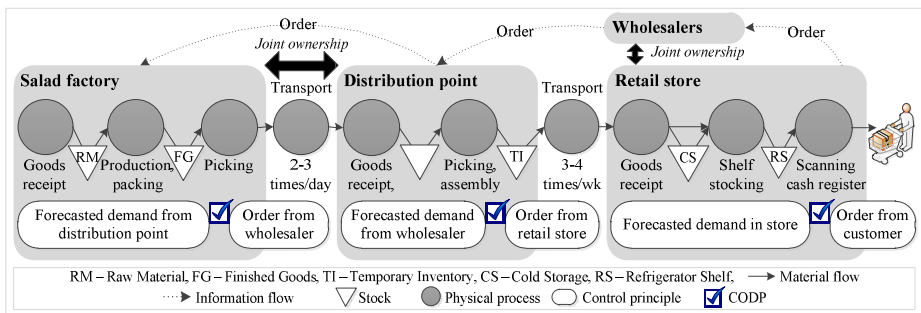 Order
Wholesalers
Order
Order
Joint ownership
Joint ownership
Salad factory
Transport
Distribution point
Transport
Retail store
RM
FG
TI
CS
RS
Goods
receipt
Production,
packing
Picking
2-3
times/day
Goods
receipt,
Picking,
assembly
3-4
times/wk
Goods
receipt
Shelf
stocking
Scanning
cash register
Forecasted demand from
distribution point
Order from
wholesaler
Forecasted demand
from wholesaler
Order from
retail store
Forecasted demand in store
Order from
customer
RM – Raw Material, FG – Finished Goods, TI – Temporary Inventory, CS – Cold Storage, RS – Refrigerator Shelf, Material flow
Information flow Stock Physical process Control principle CODP